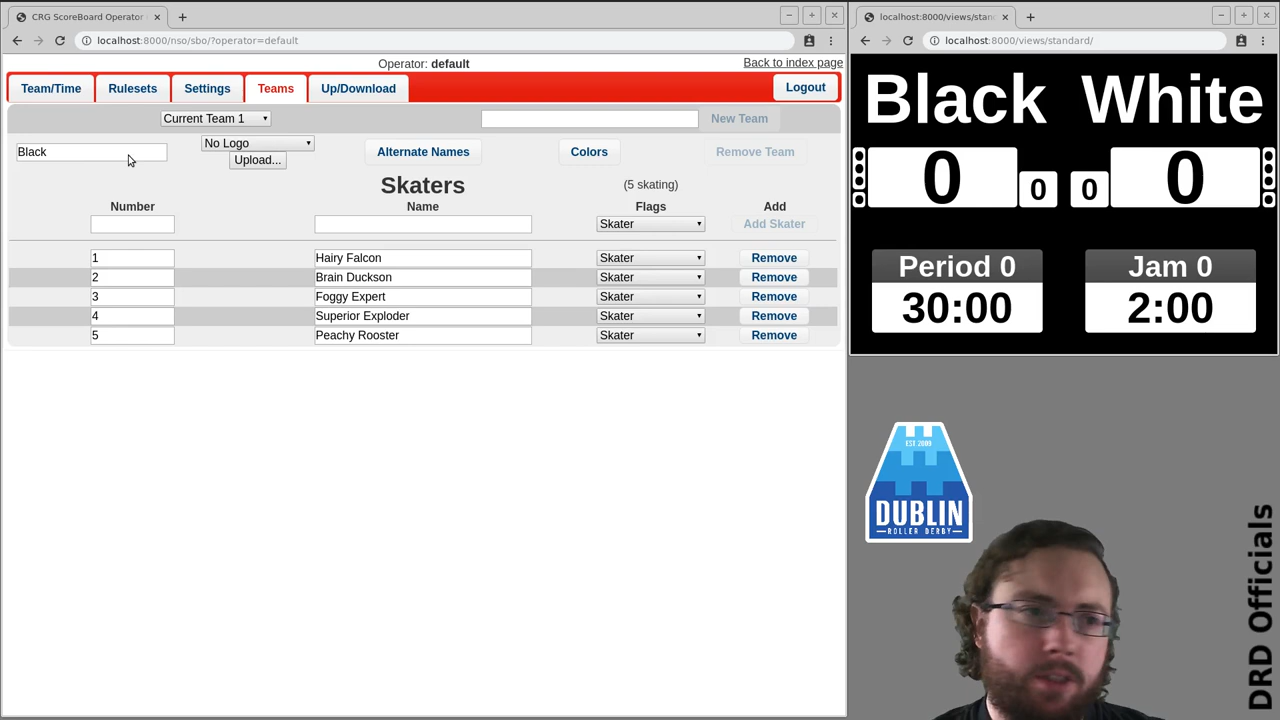 CRG ScoreBoard Operator
localhost:8000/nso/sbo/?operator=default
Operator: default
Back to index page
Team/Time
Rulesets
Settings
Teams
Up/Download
Logout
Current Team 1
New Team
Black
No Logo
Upload...
Alternate Names
Colors
Remove Team
Skaters
(5 skating)
Number Name Flags Add
Skater Add Skater
1 Hairy Falcon Skater Remove
2 Brain Duckson Skater Remove
3 Foggy Expert Skater Remove
4 Superior Exploder Skater Remove
5 Peachy Rooster Skater Remove
localhost:8000/views/stan
localhost:8000/views/standard/
Black White
0 0 0 0
Period 0 Jam 0
30:00 2:00
EST 2009
DUBLIN
ROLLER DERBY
DRD Officials